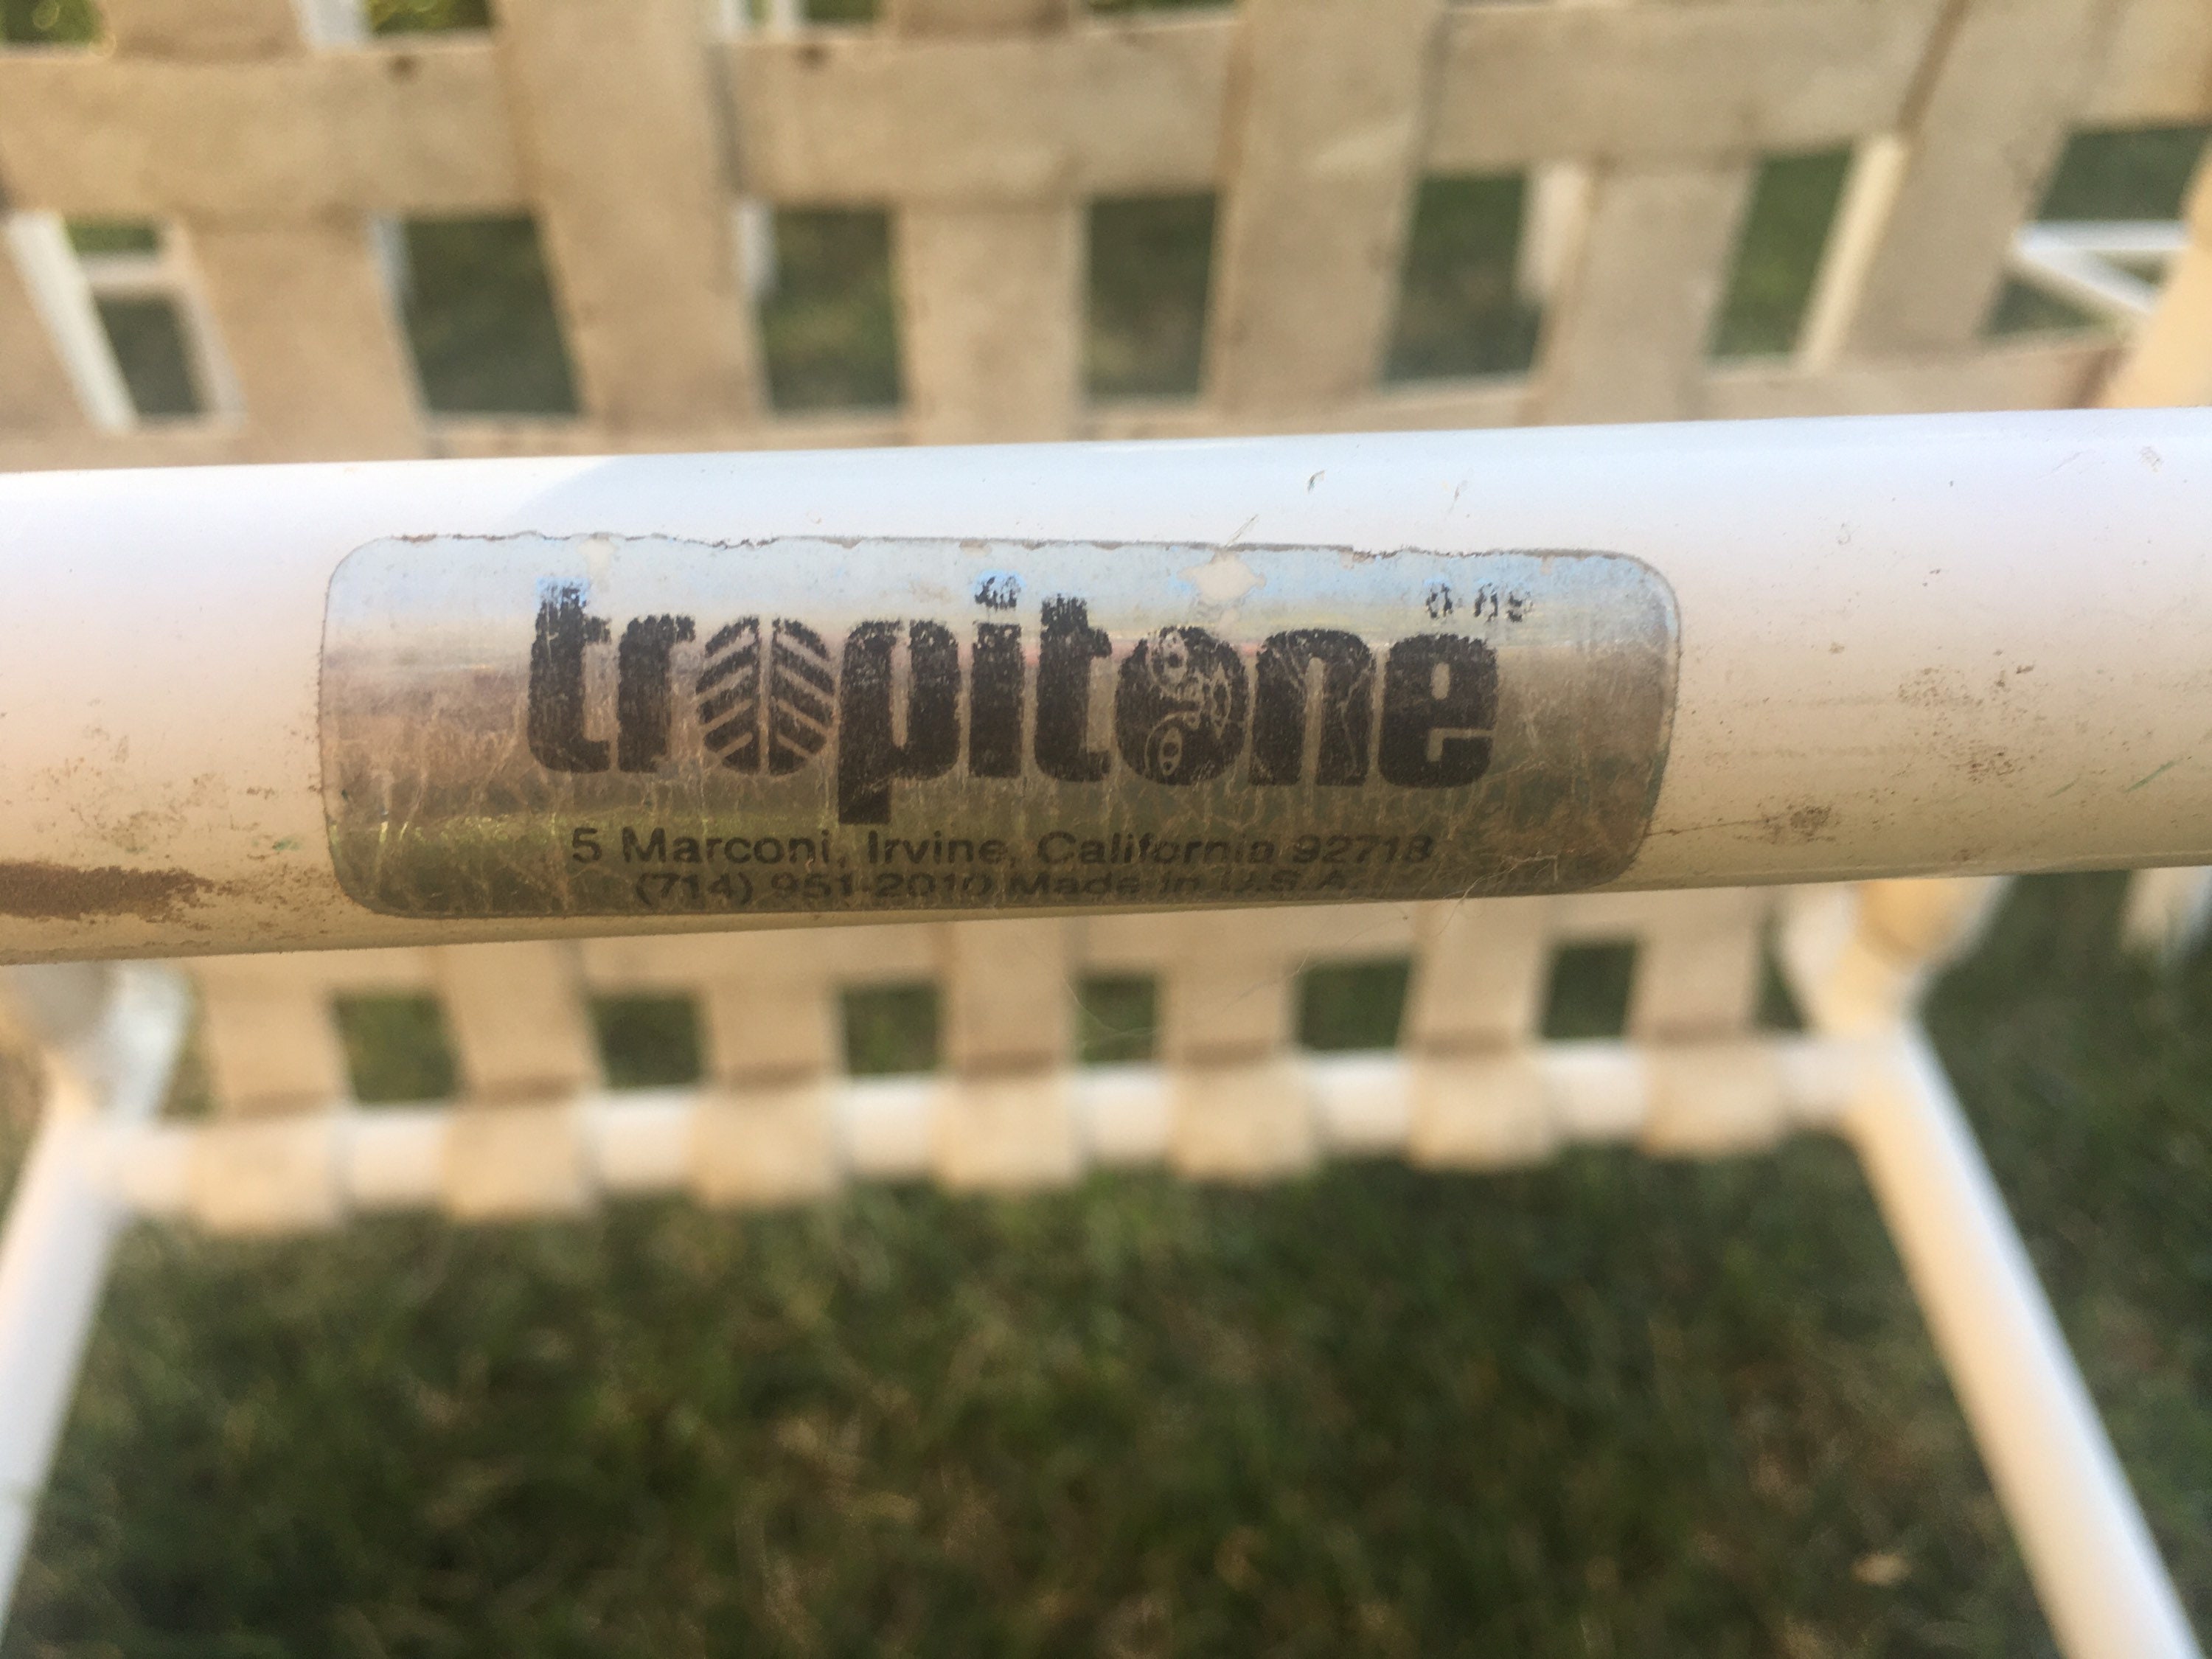 tropitone
5 Marconi, Irvine, California 92718
(714) 951-2010 Made in U.S.A.